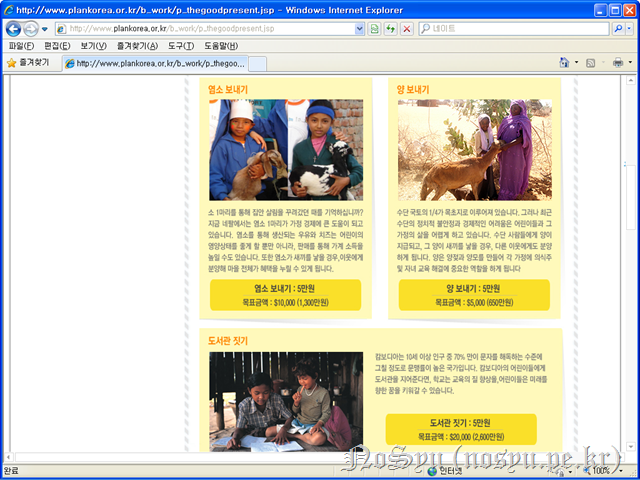 http://www.plankorea.or.kr/b_work/p_thegoodpresent.jsp - Windows Internet Explorer
http://www.plankorea.or.kr/b_work/p_thegoodpresent.jsp
네이트
파일(F) 편집(E) 보기(V) 즐겨찾기(A) 도구(T) 도움말(H)
즐겨찾기
http://www.plankorea.or.kr/b_work/p_thegoo...
염소 보내기
소 1마리를 통해 집안 살림을 꾸려갔던 때를 기억하십니까?
지금 네팔에서는 염소 1마리가 가정 경제에 큰 도움이 되고
있습니다. 염소를 통해 생산되는 우유와 치즈는 어린이의
영양상태를 좋게 할 뿐만 아니라, 판매를 통해 가계 소득을
높일 수도 있습니다. 또한 염소가 새끼를 낳을 경우,이웃에게
분양해 마을 전체가 혜택을 누릴 수 있게 됩니다.
염소 보내기 : 5만원
목표금액 : $10,000 (1,300만원)
양 보내기
수단 국토의 1/4가 목초지로 이루어져 있습니다. 그러나 최근
수단의 정치적 불안정과 경제적인 어려움은 어린이들과 그
가정의 삶을 어렵게 하고 있습니다. 수단 사람들에게 양이
지급되고, 그 양이 새끼를 낳을 경우, 다른 이웃에게도 분양
하게 됩니다. 양은 양젖과 양모를 만들어 각 가정에 의식주
및 자녀 교육 해결에 중요한 역할을 하게 됩니다
양 보내기 : 5만원
목표금액 : $5,000 (650만원)
도서관 짓기
캄보디아는 10세 이상 인구 중 70% 만이 문자를 해독하는 수준에
그칠 정도로 문맹률이 높은 국가입니다. 캄보디아의 어린이들에게
도서관을 지어준다면, 학교는 교육의 질 향상을,어린이들은 미래를
향한 꿈을 키워갈 수 있습니다.
도서관 짓기 : 5만원
목표금액 : $20,000 (2,600만원)
NoSyu (nosyu.pe.kr)
완료
인터넷
100%